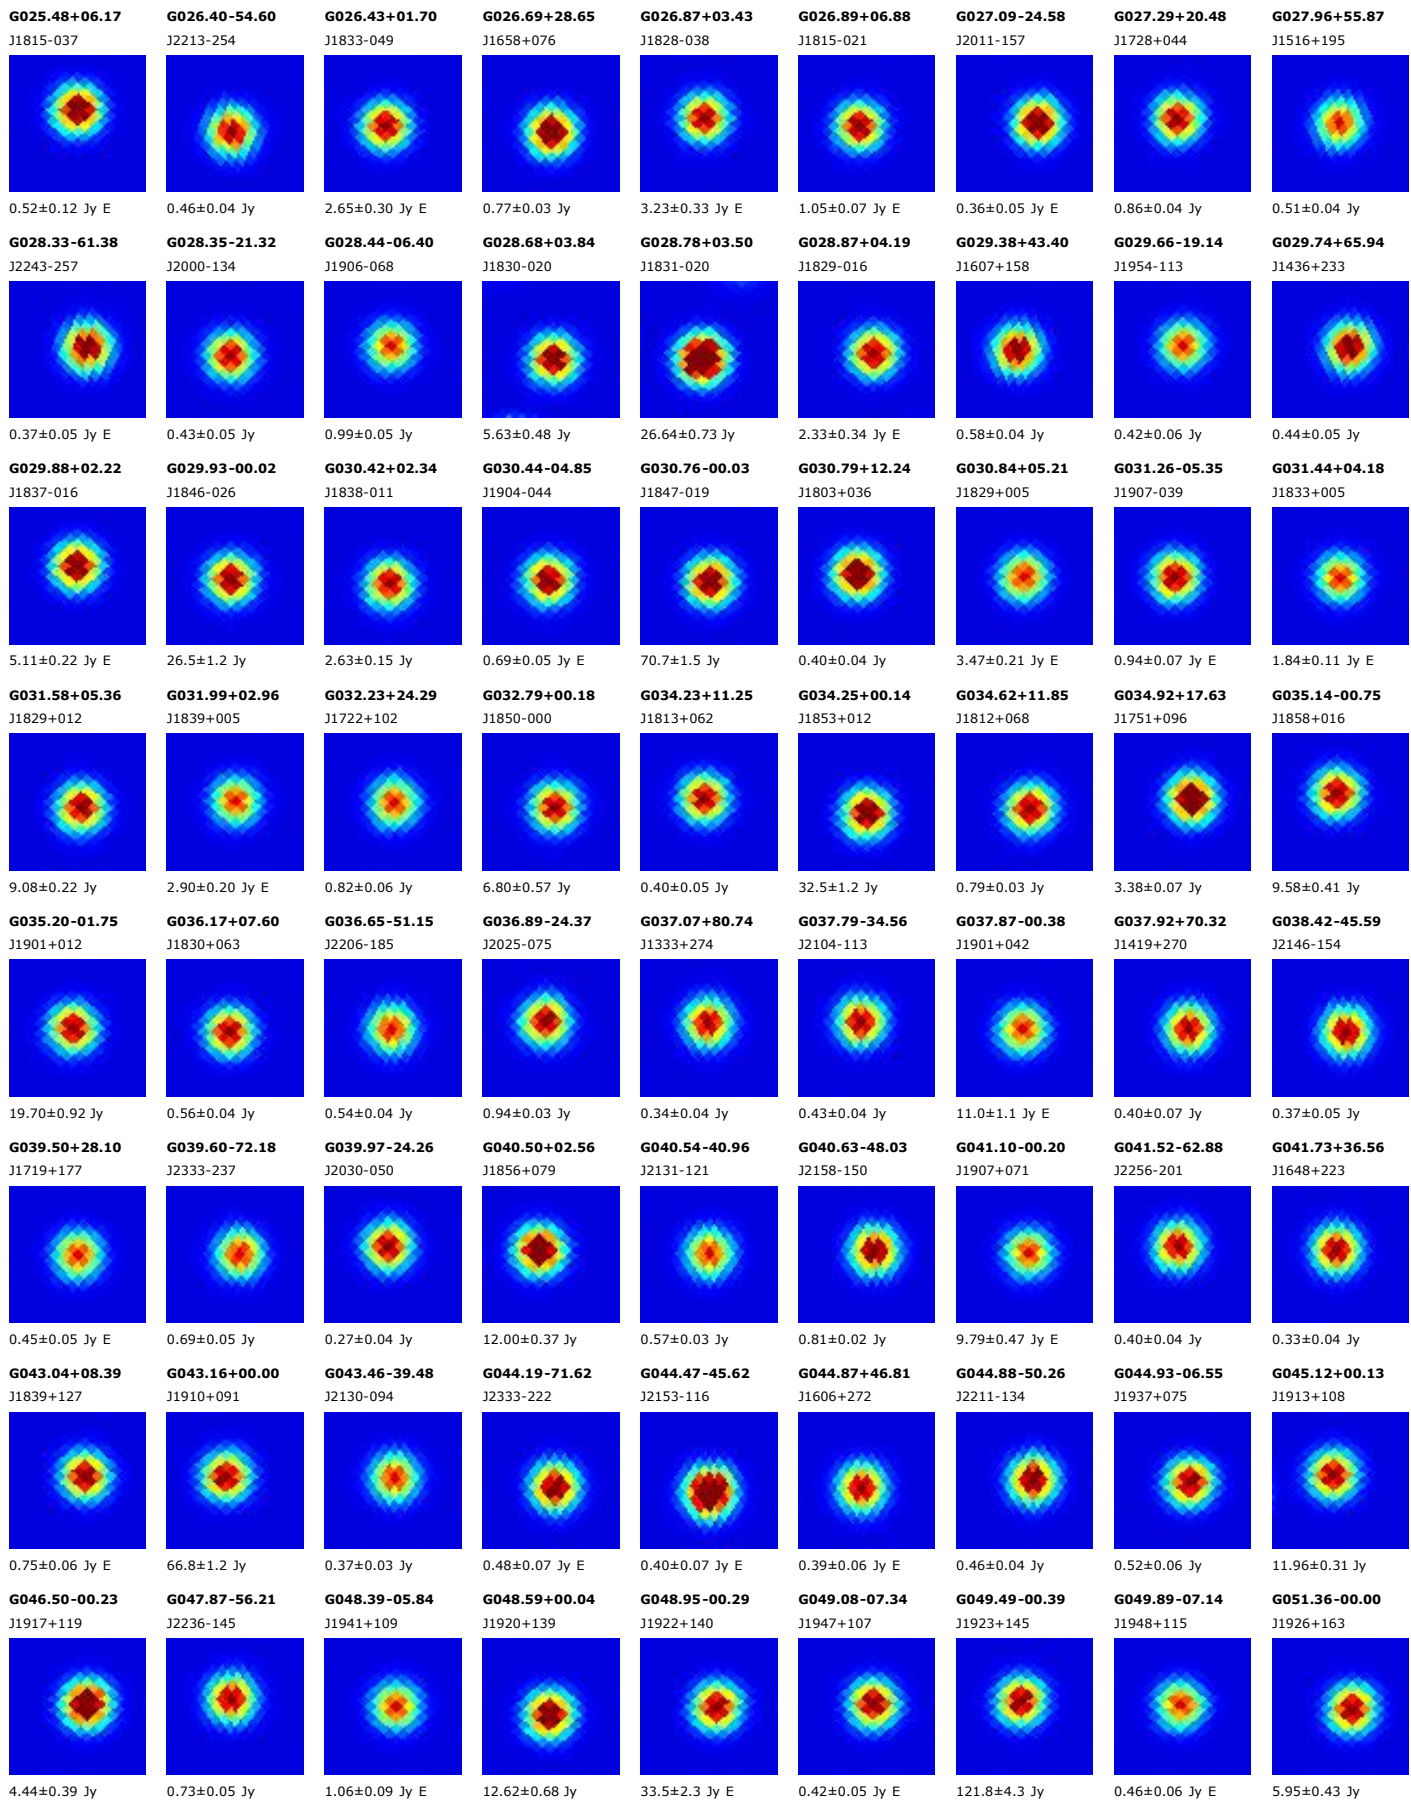 G025.48+06.17 G026.40-54.60 G026.43+01.70 G026.69+28.65 G026.87+03.43 G026.89+06.88 G027.09-24.58 G027.29+20.48 G027.96+55.87
J1815-037 J2213-254 J1833-049 J1658+076 J1828-038 J1815-021 J2011-157 J1728+044 J1516+195
0.52±0.12 Jy E 0.46±0.04 Jy 2.65±0.30 Jy E 0.77±0.03 Jy 3.23±0.33 Jy E 1.05±0.07 Jy E 0.36±0.05 Jy E 0.86±0.04 Jy 0.51±0.04 Jy
G028.33-61.38 G028.35-21.32 G028.44-06.40 G028.68+03.84 G028.78+03.50 G028.87+04.19 G029.38+43.40 G029.66-19.14 G029.74+65.94
J2243-257 J2000-134 J1906-068 J1830-020 J1831-020 J1829-016 J1607+158 J1954-113 J1436+233
0.37±0.05 Jy E 0.43±0.05 Jy 0.99±0.05 Jy 5.63±0.48 Jy 26.64±0.73 Jy 2.33±0.34 Jy E 0.58±0.04 Jy 0.42±0.06 Jy 0.44±0.05 Jy
G029.88+02.22 G029.93-00.02 G030.42+02.34 G030.44-04.85 G030.76-00.03 G030.79+12.24 G030.84+05.21 G031.26-05.35 G031.44+04.18
J1837-016 J1846-026 J1838-011 J1904-044 J1847-019 J1803+036 J1829+005 J1907-039 J1833+005
5.11±0.22 Jy E 26.5±1.2 Jy 2.63±0.15 Jy 0.69±0.05 Jy E 70.7±1.5 Jy 0.40±0.04 Jy 3.47±0.21 Jy E 0.94±0.07 Jy E 1.84±0.11 Jy E
G031.58+05.36 G031.99+02.96 G032.23+24.29 G032.79+00.18 G034.23+11.25 G034.25+00.14 G034.62+11.85 G034.92+17.63 G035.14-00.75
J1829+012 J1839+005 J1722+102 J1850-000 J1813+062 J1853+012 J1812+068 J1751+096 J1858+016
9.08±0.22 Jy 2.90±0.20 Jy E 0.82±0.06 Jy 6.80±0.57 Jy 0.40±0.05 Jy 32.5±1.2 Jy 0.79±0.03 Jy 3.38±0.07 Jy 9.58±0.41 Jy
G035.20-01.75 G036.17+07.60 G036.65-51.15 G036.89-24.37 G037.07+80.74 G037.79-34.56 G037.87-00.38 G037.92+70.32 G038.42-45.59
J1901+012 J1830+063 J2206-185 J2025-075 J1333+274 J2104-113 J1901+042 J1419+270 J2146-154
19.70±0.92 Jy 0.56±0.04 Jy 0.54±0.04 Jy 0.94±0.03 Jy 0.34±0.04 Jy 0.43±0.04 Jy 11.0±1.1 Jy E 0.40±0.07 Jy 0.37±0.05 Jy
G039.50+28.10 G039.60-72.18 G039.97-24.26 G040.50+02.56 G040.54-40.96 G040.63-48.03 G041.10-00.20 G041.52-62.88 G041.73+36.56
J1719+177 J2333-237 J2030-050 J1856+079 J2131-121 J2158-150 J1907+071 J2256-201 J1648+223
0.45±0.05 Jy E 0.69±0.05 Jy 0.27±0.04 Jy 12.00±0.37 Jy 0.57±0.03 Jy 0.81±0.02 Jy 9.79±0.47 Jy E 0.40±0.04 Jy 0.33±0.04 Jy
G043.04+08.39 G043.16+00.00 G043.46-39.48 G044.19-71.62 G044.47-45.62 G044.87+46.81 G044.88-50.26 G044.93-06.55 G045.12+00.13
J1839+127 J1910+091 J2130-094 J2333-222 J2153-116 J1606+272 J2211-134 J1937+075 J1913+108
0.75±0.06 Jy E 66.8±1.2 Jy 0.37±0.03 Jy 0.48±0.07 Jy E 0.40±0.07 Jy E 0.39±0.06 Jy E 0.46±0.04 Jy 0.52±0.06 Jy 11.96±0.31 Jy
G046.50-00.23 G047.87-56.21 G048.39-05.84 G048.59+00.04 G048.95-00.29 G049.08-07.34 G049.49-00.39 G049.89-07.14 G051.36-00.00
J1917+119 J2236-145 J1941+109 J1920+139 J1922+140 J1947+107 J1923+145 J1948+115 J1926+163
4.44±0.39 Jy 0.73±0.05 Jy 1.06±0.09 Jy E 12.62±0.68 Jy 33.5±2.3 Jy E 0.42±0.05 Jy E 121.8±4.3 Jy 0.46±0.06 Jy E 5.95±0.43 Jy